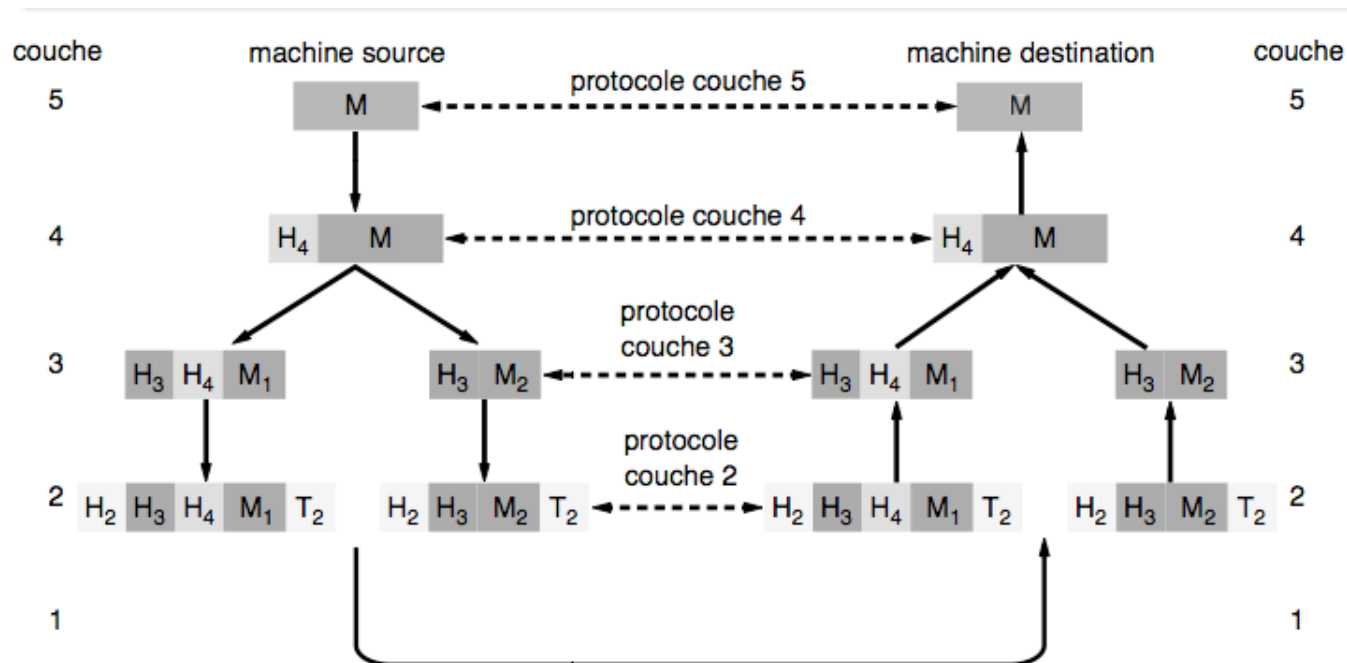 couche machine source machine destination couche
5 M protocole couche 5 M 5
4 H₄ M protocole couche 4 H₄ M 4
protocole
couche 3
3 H₃ H₄ M₁ H₃ M₂ H₃ H₄ M₁ H₃ M₂ 3
protocole
couche 2
2 H₂ H₃ H₄ M₁ T₂ H₂ H₃ M₂ T₂ H₂ H₃ H₄ M₁ T₂ H₂ H₃ M₂ T₂ 2
1 1